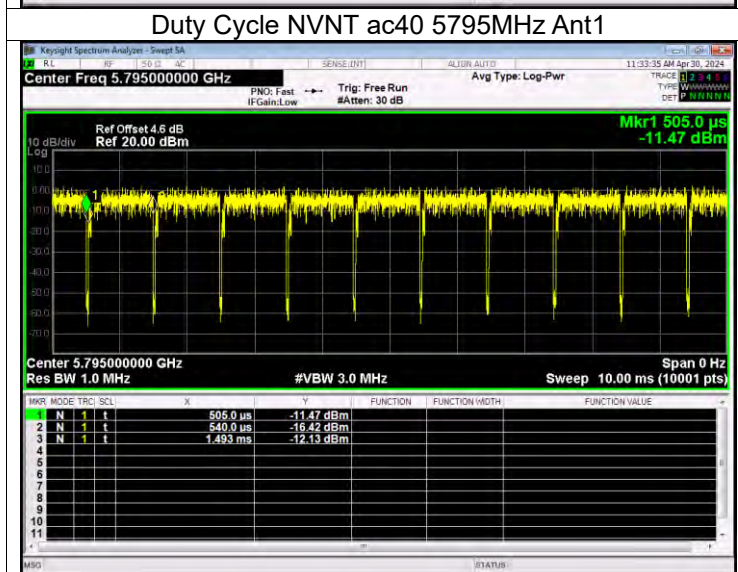 Duty Cycle NVNT ac40 5795MHz Ant1
Keysight Spectrum Analyzer - Swept SA
RL RF 50 Ω AC SENSE:INT ALIGN AUTO 11:33:35 AM Apr 30, 2024
Center Freq 5.795000000 GHz Avg Type: Log-Pwr TRACE 1 2 3 4 5 6
PNO: Fast Trig: Free Run TYPE W
IFGain:Low #Atten: 30 dB DET P N N N N N
Mkr1 505.0 µs
Ref Offset 4.6 dB
10 dB/div Ref 20.00 dBm -11.47 dBm
Log
10.0
0.00
-10.0
-20.0
-30.0
-40.0
-50.0
-60.0
-70.0
1
Center 5.795000000 GHz Span 0 Hz
Res BW 1.0 MHz #VBW 3.0 MHz Sweep 10.00 ms (10001 pts)
MKR MODE TRC SCL X Y FUNCTION FUNCTION WIDTH FUNCTION VALUE
1 N 1 t 505.0 µs -11.47 dBm
2 N 1 t 540.0 µs -16.42 dBm
3 N 1 t 1.493 ms -12.13 dBm
4
5
6
7
8
9
10
11
MSG STATUS